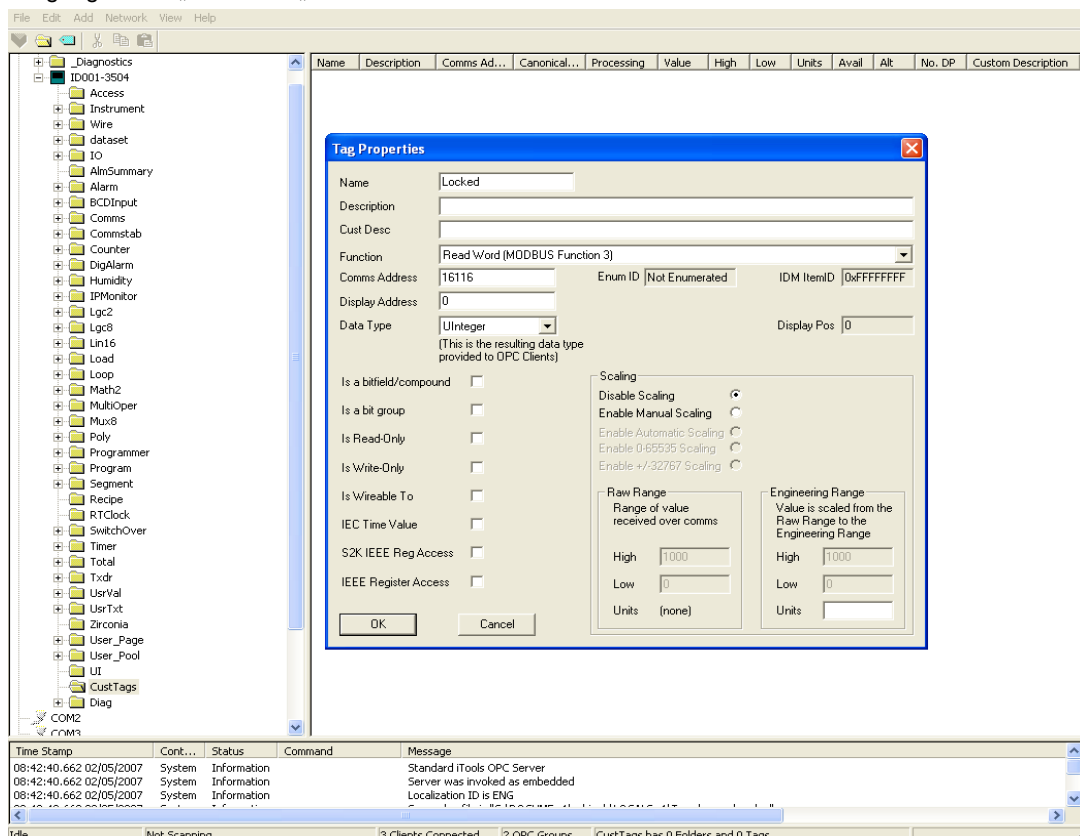 File Edit Add Network View Help
Name Description Comms Ad... Canonical... Processing Value High Low Units Avail Alt No. DP Custom Description
_Diagnostics
ID001-3504
Access
Instrument
Wire
dataset
IO
AlmSummary
Alarm
BCDInput
Comms
Commstab
Counter
DigAlarm
Humidity
IPMonitor
Lgc2
Lgc8
Lin16
Load
Loop
Math2
MultiOper
Mux8
Poly
Programmer
Program
Segment
Recipe
RTClock
SwitchOver
Timer
Total
Txdr
UsrVal
UsrTxt
Zirconia
User_Page
User_Pool
UI
CustTags
Diag
COM2
COM3
Tag Properties
Name Locked
Description
Cust Desc
Function Read Word (MODBUS Function 3)
Comms Address 16116 Enum ID Not Enumerated IDM ItemID 0xFFFFFFFF
Display Address 0
Data Type UInteger Display Pos 0
(This is the resulting data type
provided to OPC Clients)
Is a bitfield/compound
Is a bit group
Is Read-Only
Is Write-Only
Is Wireable To
IEC Time Value
S2K IEEE Reg Access
IEEE Register Access
OK Cancel
Scaling
Disable Scaling
Enable Manual Scaling
Enable Automatic Scaling
Enable 0-65535 Scaling
Enable +/-32767 Scaling
Raw Range
Range of value
received over comms
High 1000
Low 0
Units (none)
Engineering Range
Value is scaled from the
Raw Range to the
Engineering Range
High 1000
Low 0
Units
Time Stamp Cont... Status Command Message
08:42:40.662 02/05/2007 System Information Standard iTools OPC Server
08:42:40.662 02/05/2007 System Information Server was invoked as embedded
08:42:40.662 02/05/2007 System Information Localization ID is ENG
Idle Not Scanning 3 Clients Connected 2 OPC Groups CustTags has 0 Folders and 0 Tags